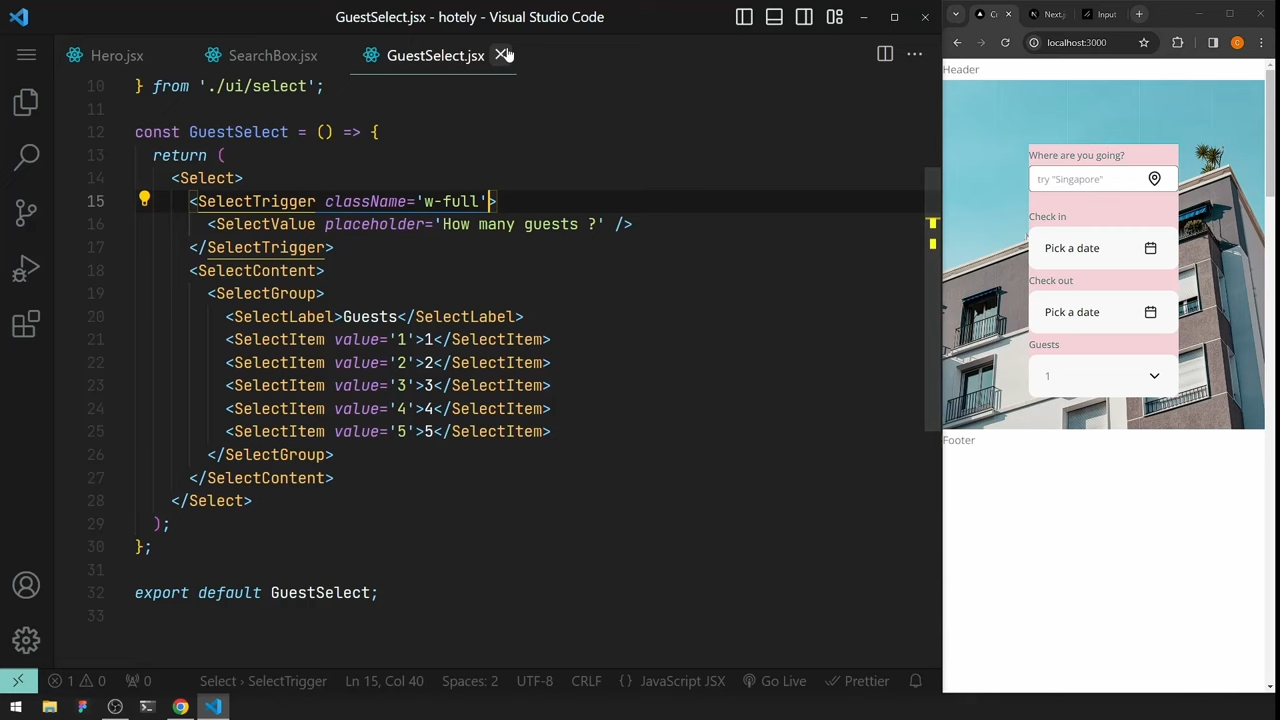 GuestSelect.jsx - hotely - Visual Studio Code
Hero.jsx
SearchBox.jsx
GuestSelect.jsx
10 } from './ui/select';
11
12 const GuestSelect = () => {
13 return (
14 <Select>
15 <SelectTrigger className='w-full'>
16 <SelectValue placeholder='How many guests ?' />
17 </SelectTrigger>
18 <SelectContent>
19 <SelectGroup>
20 <SelectLabel>Guests</SelectLabel>
21 <SelectItem value='1'>1</SelectItem>
22 <SelectItem value='2'>2</SelectItem>
23 <SelectItem value='3'>3</SelectItem>
24 <SelectItem value='4'>4</SelectItem>
25 <SelectItem value='5'>5</SelectItem>
26 </SelectGroup>
27 </SelectContent>
28 </Select>
29 );
30 };
31
32 export default GuestSelect;
33
1 0 0 Select › SelectTrigger Ln 15, Col 40 Spaces: 2 UTF-8 CRLF {} JavaScript JSX Go Live Prettier
Next.j
Input
localhost:3000
C
Header
Where are you going?
try "Singapore"
Check in
Pick a date
Check out
Pick a date
Guests
1
Footer